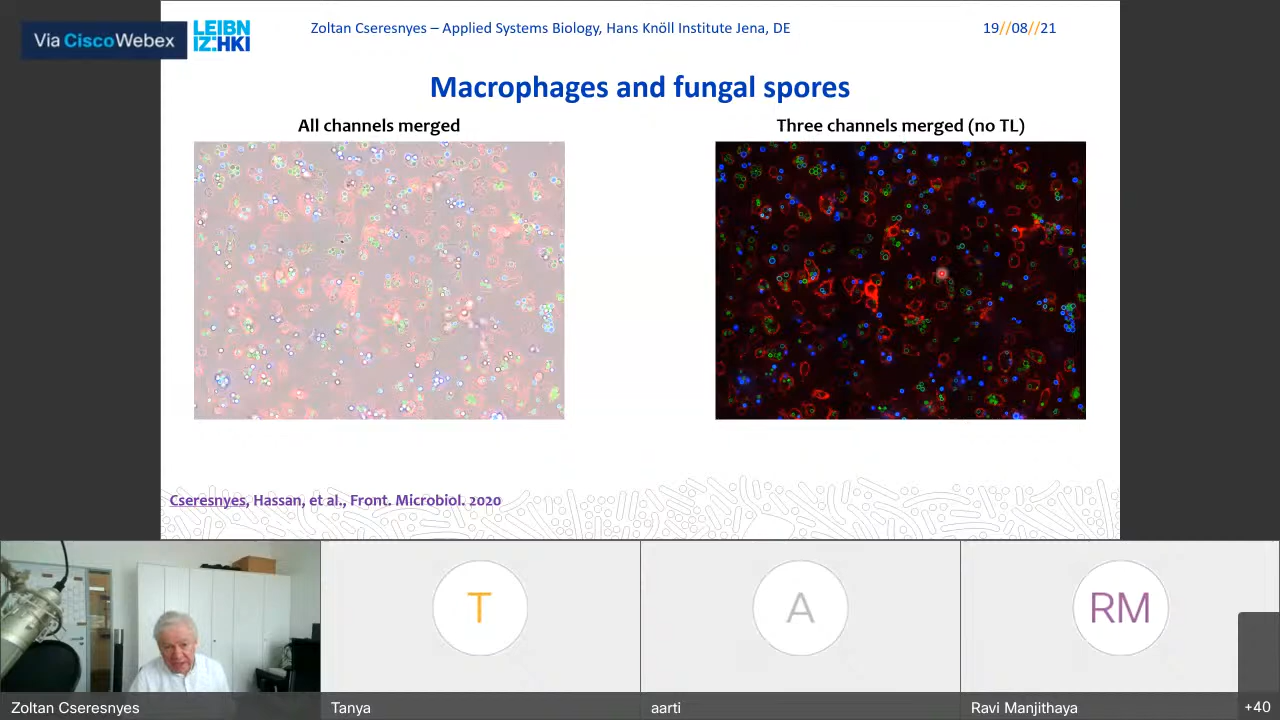 Via Cisco Webex
LEIBN
IZ:HKI
Zoltan Cseresnyes – Applied Systems Biology, Hans Knöll Institute Jena, DE
19//08//21
Macrophages and fungal spores
All channels merged
Three channels merged (no TL)
Cseresnyes, Hassan, et al., Front. Microbiol. 2020
T
A
RM
Zoltan Cseresnyes
Tanya
aarti
Ravi Manjithaya
+40